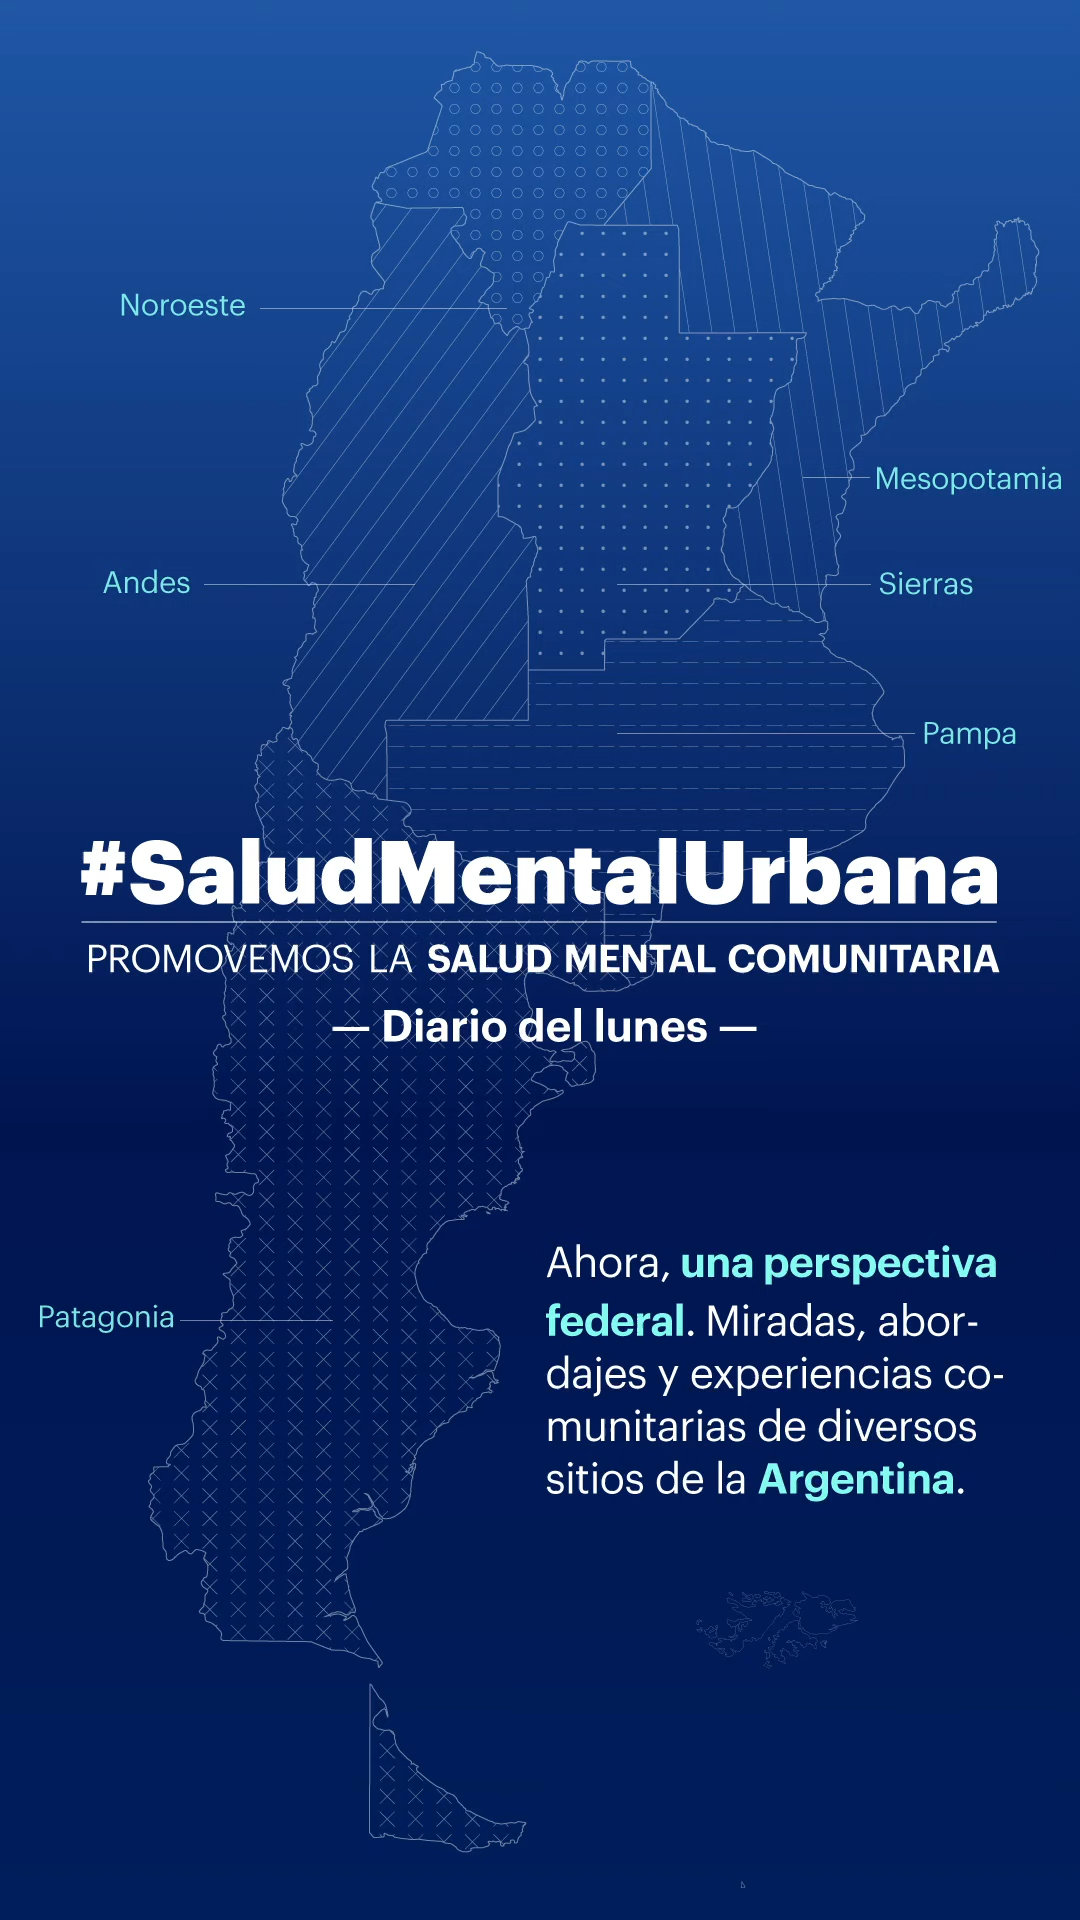 Noroeste
Mesopotamia
Andes
Sierras
Pampa
#SaludMentalUrbana
PROMOVEMOS LA SALUD MENTAL COMUNITARIA
— Diario del lunes —
Ahora, una perspectiva
federal. Miradas, abor-
dajes y experiencias co-
munitarias de diversos
sitios de la Argentina.
Patagonia